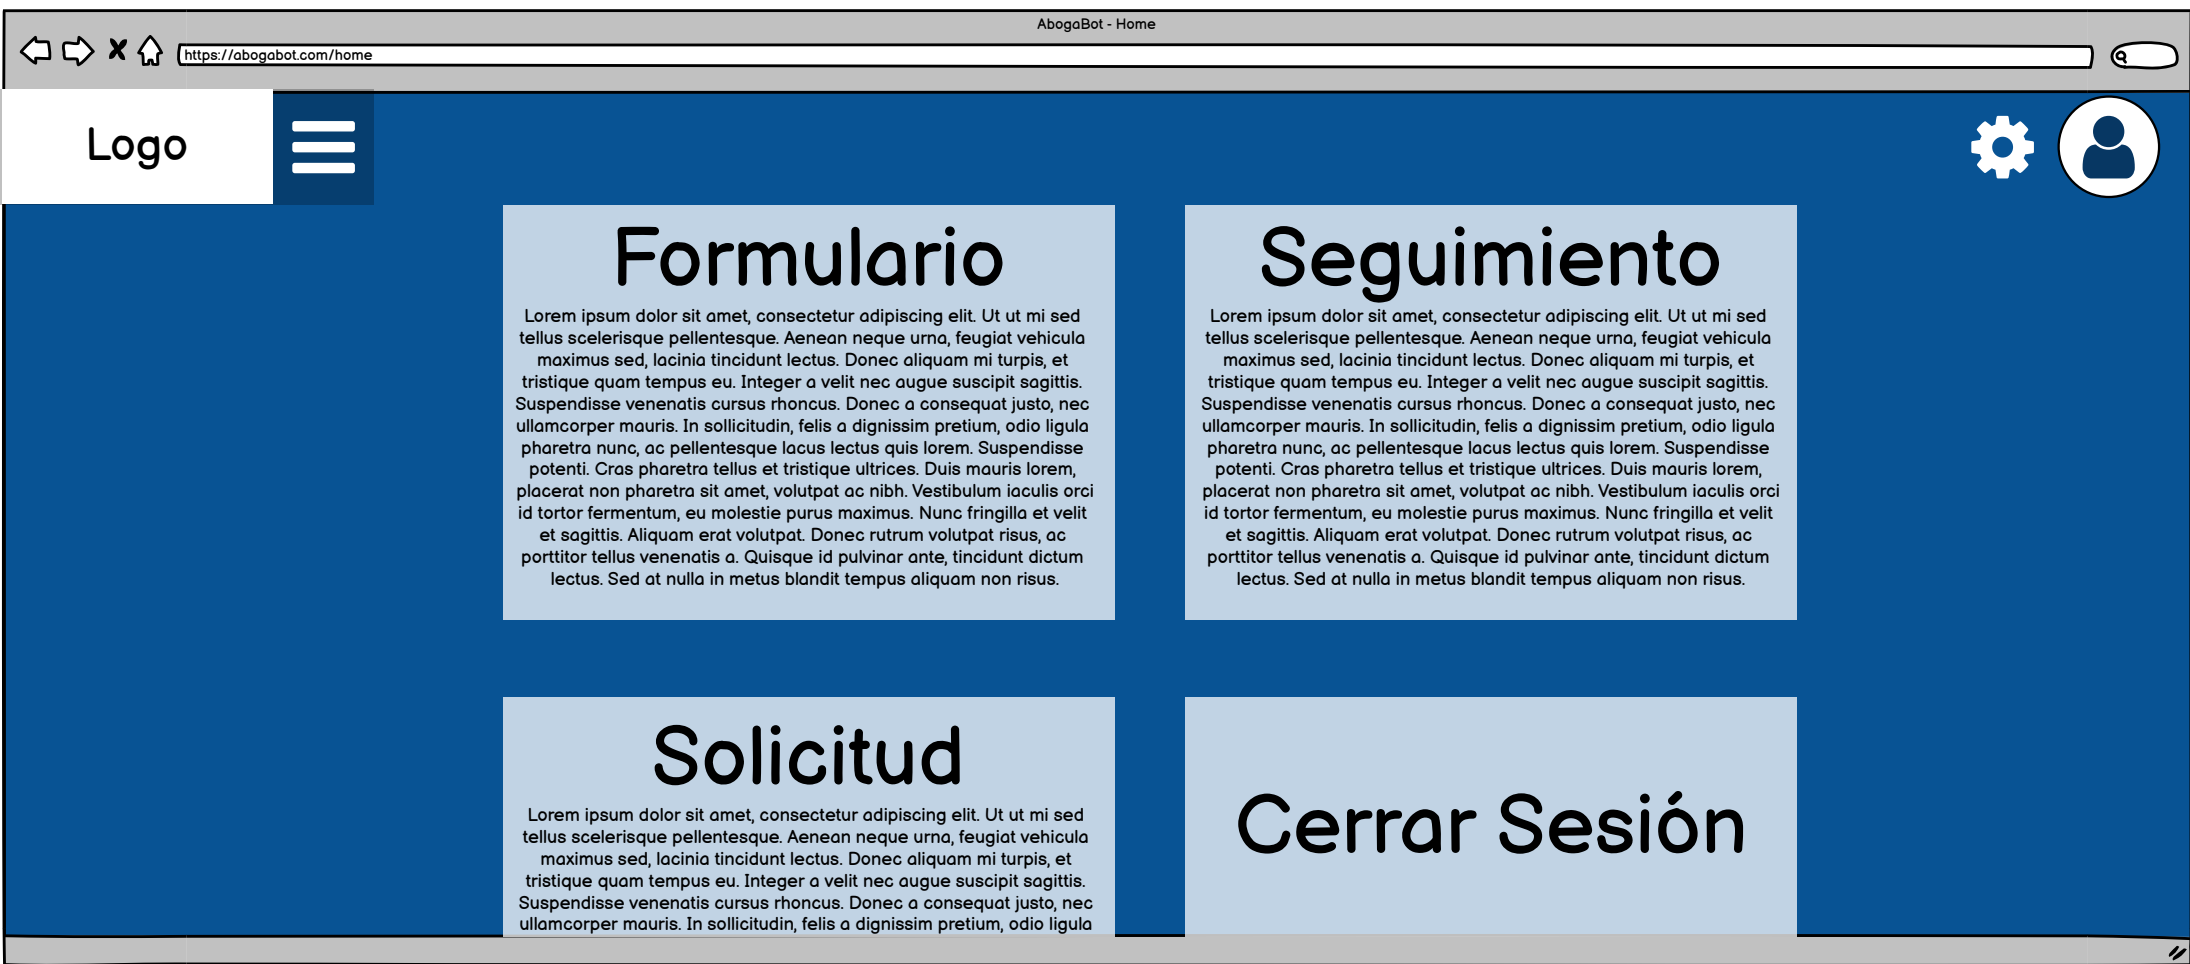 AbogaBot - Home
https://abogabot.com/home
Logo
Formulario
Lorem ipsum dolor sit amet, consectetur adipiscing elit. Ut ut mi sed
tellus scelerisque pellentesque. Aenean neque urna, feugiat vehicula
maximus sed, lacinia tincidunt lectus. Donec aliquam mi turpis, et
tristique quam tempus eu. Integer a velit nec augue suscipit sagittis.
Suspendisse venenatis cursus rhoncus. Donec a consequat justo, nec
ullamcorper mauris. In sollicitudin, felis a dignissim pretium, odio ligula
pharetra nunc, ac pellentesque lacus lectus quis lorem. Suspendisse
potenti. Cras pharetra tellus et tristique ultrices. Duis mauris lorem,
placerat non pharetra sit amet, volutpat ac nibh. Vestibulum iaculis orci
id tortor fermentum, eu molestie purus maximus. Nunc fringilla et velit
et sagittis. Aliquam erat volutpat. Donec rutrum volutpat risus, ac
porttitor tellus venenatis a. Quisque id pulvinar ante, tincidunt dictum
lectus. Sed at nulla in metus blandit tempus aliquam non risus.
Seguimiento
Lorem ipsum dolor sit amet, consectetur adipiscing elit. Ut ut mi sed
tellus scelerisque pellentesque. Aenean neque urna, feugiat vehicula
maximus sed, lacinia tincidunt lectus. Donec aliquam mi turpis, et
tristique quam tempus eu. Integer a velit nec augue suscipit sagittis.
Suspendisse venenatis cursus rhoncus. Donec a consequat justo, nec
ullamcorper mauris. In sollicitudin, felis a dignissim pretium, odio ligula
pharetra nunc, ac pellentesque lacus lectus quis lorem. Suspendisse
potenti. Cras pharetra tellus et tristique ultrices. Duis mauris lorem,
placerat non pharetra sit amet, volutpat ac nibh. Vestibulum iaculis orci
id tortor fermentum, eu molestie purus maximus. Nunc fringilla et velit
et sagittis. Aliquam erat volutpat. Donec rutrum volutpat risus, ac
porttitor tellus venenatis a. Quisque id pulvinar ante, tincidunt dictum
lectus. Sed at nulla in metus blandit tempus aliquam non risus.
Solicitud
Lorem ipsum dolor sit amet, consectetur adipiscing elit. Ut ut mi sed
tellus scelerisque pellentesque. Aenean neque urna, feugiat vehicula
maximus sed, lacinia tincidunt lectus. Donec aliquam mi turpis, et
tristique quam tempus eu. Integer a velit nec augue suscipit sagittis.
Suspendisse venenatis cursus rhoncus. Donec a consequat justo, nec
ullamcorper mauris. In sollicitudin, felis a dignissim pretium, odio ligula
Cerrar Sesión